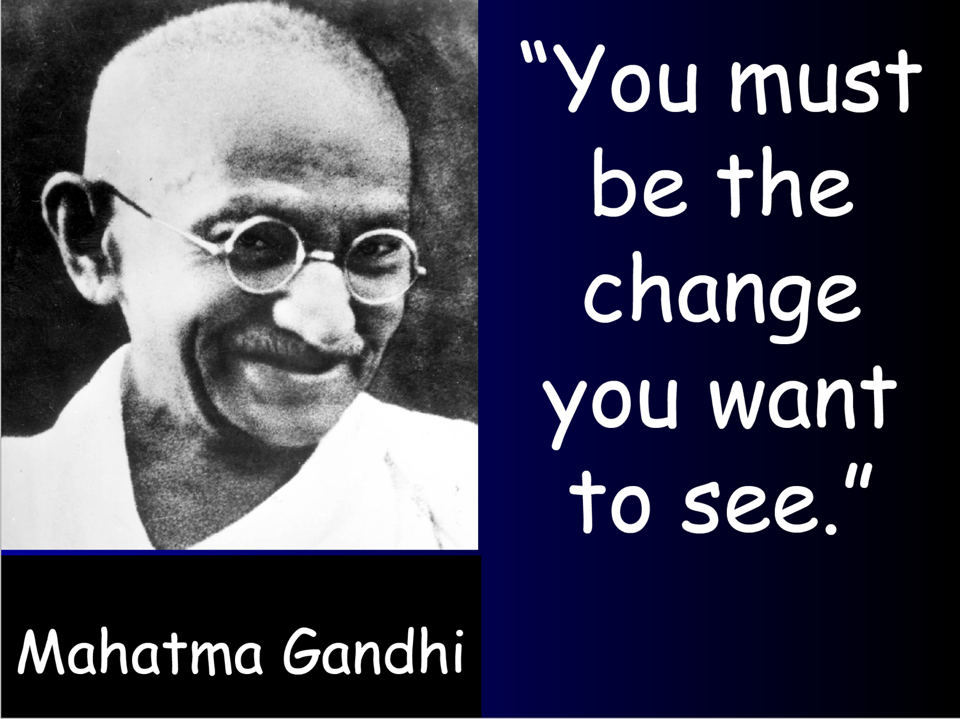 “You must
be the
change
you want
to see.”
Mahatma Gandhi